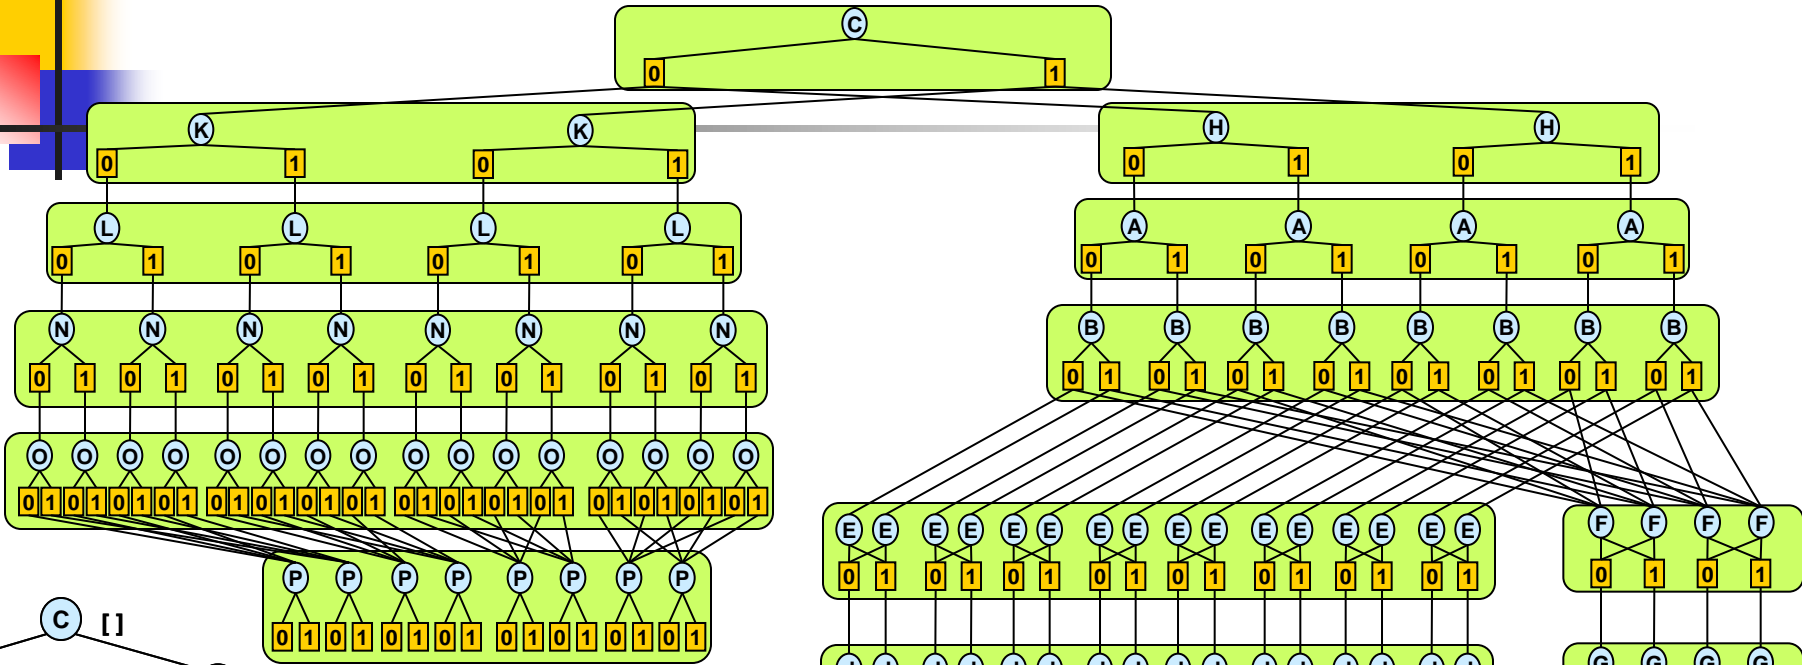 C
0 1
K K H H
0 1 0 1 0 1 0 1
L L L L A A A A
0 1 0 1 0 1 0 1 0 1 0 1 0 1 0 1
N N N N N N N N B B B B B B B B
0 1 0 1 0 1 0 1 0 1 0 1 0 1 0 1 0 1 0 1 0 1 0 1 0 1 0 1 0 1 0 1
O O O O O O O O O O O O O O O O
0 1 0 1 0 1 0 1 0 1 0 1 0 1 0 1 0 1 0 1 0 1 0 1 0 1 0 1 0 1 0 1
E E E E E E E E E E E E E E E E F F F F
0 1 0 1 0 1 0 1 0 1 0 1 0 1 0 1 0 1 0 1
P P P P P P P P
0 1 0 1 0 1 0 1 0 1 0 1 0 1 0 1
C [ ]
G G G G